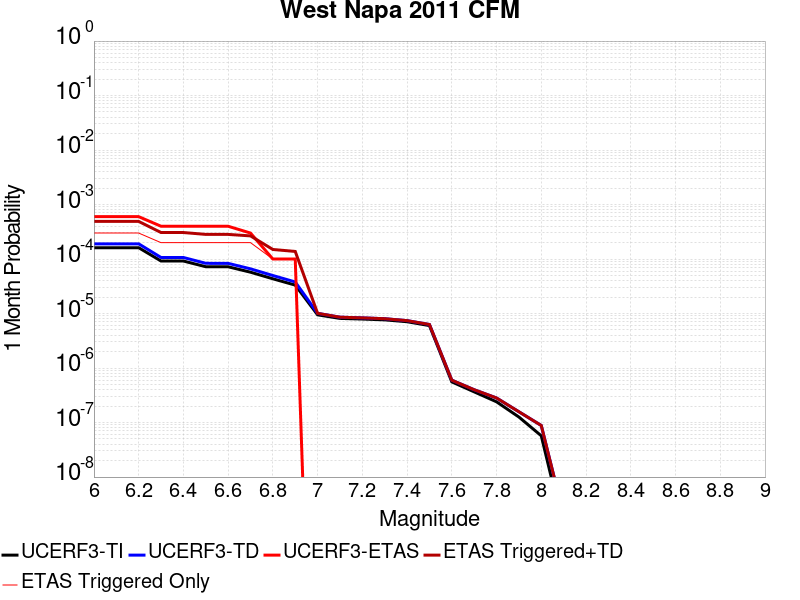 West Napa 2011 CFM
10^0
10^-1
10^-2
10^-3
10^-4
10^-5
10^-6
10^-7
10^-8
1 Month Probability
6 6.2 6.4 6.6 6.8 7 7.2 7.4 7.6 7.8 8 8.2 8.4 8.6 8.8 9
Magnitude
UCERF3-TI UCERF3-TD UCERF3-ETAS ETAS Triggered+TD
ETAS Triggered Only